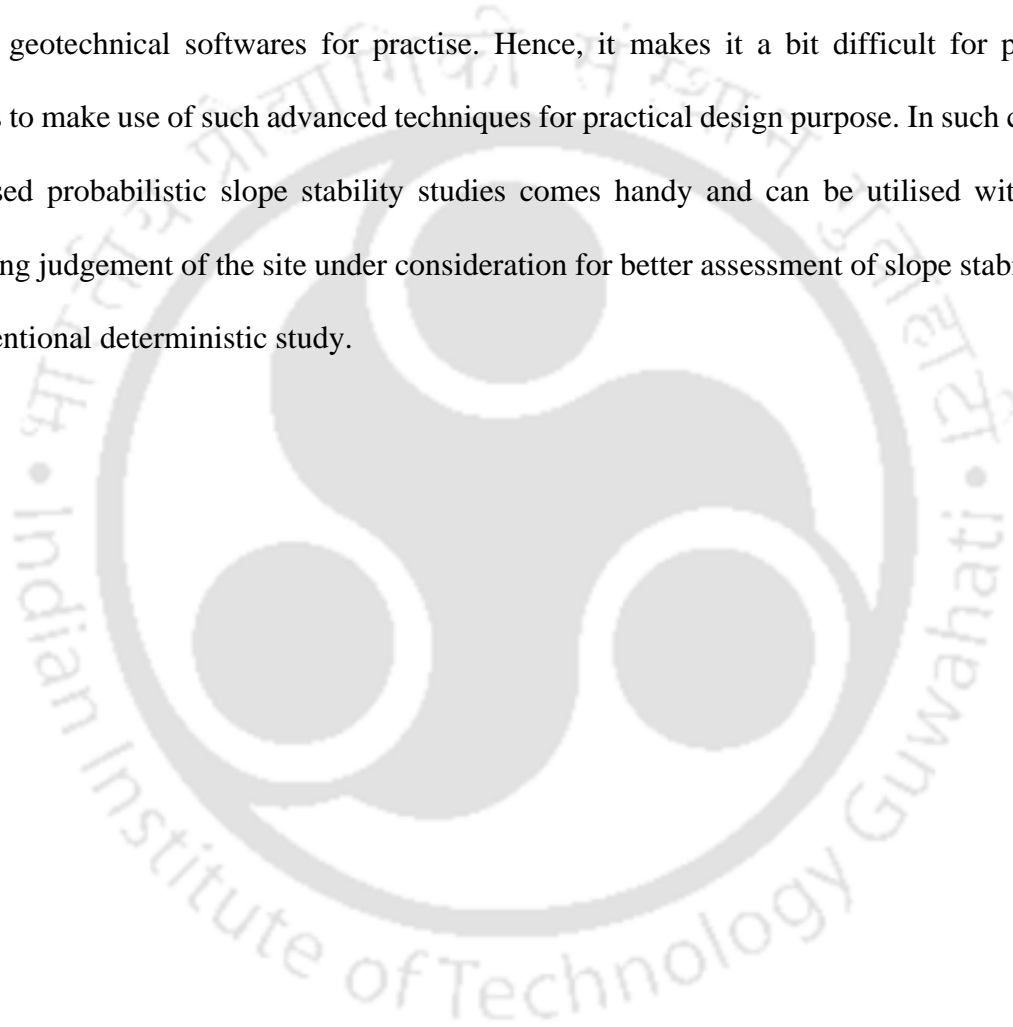 geotechnical softwares for practise. Hence, it makes it a bit difficult for p
s to make use of such advanced techniques for practical design purpose. In such c
sed probabilistic slope stability studies comes handy and can be utilised wit
ng judgement of the site under consideration for better assessment of slope stabi
entional deterministic study.
भारतीय प्रौद्योगिकी संस्थान गुवाहाटी
Indian Institute of Technology Guwahati